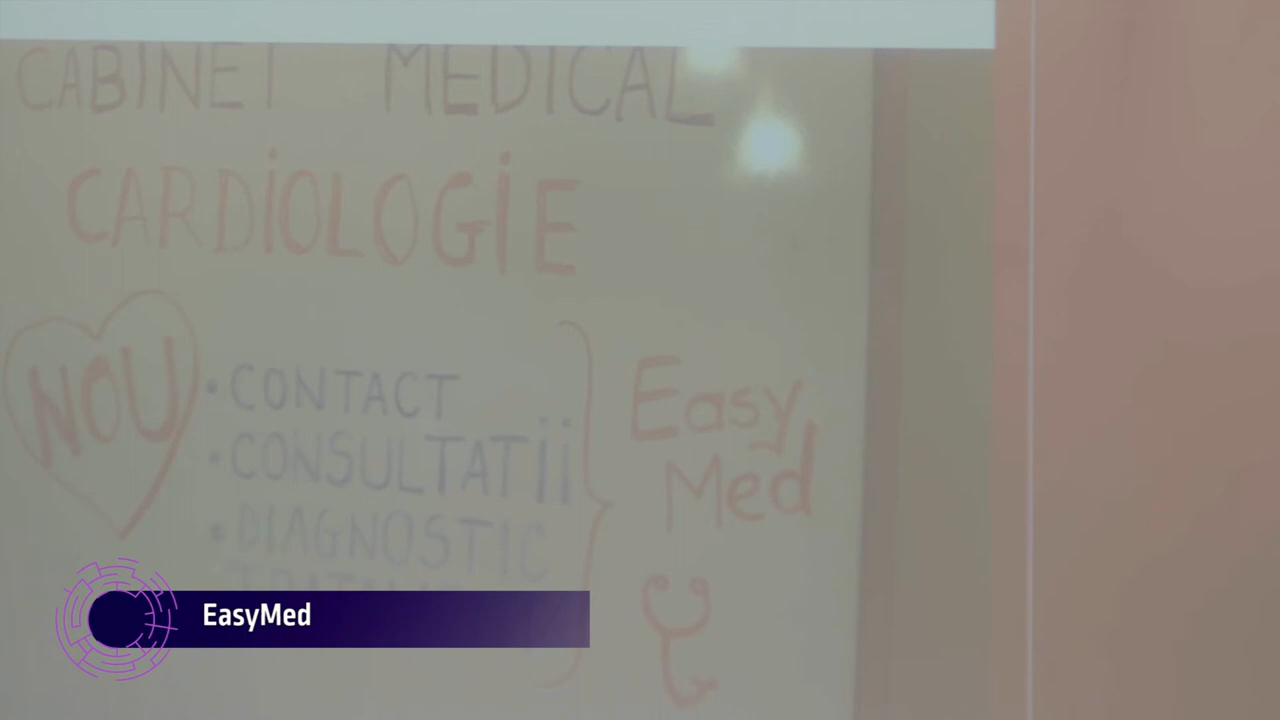 CABINET MEDICAL
CARDIOLOGIE
NOU
• CONTACT
• CONSULTATII
• DIAGNOSTIC
Easy
Med
EasyMed